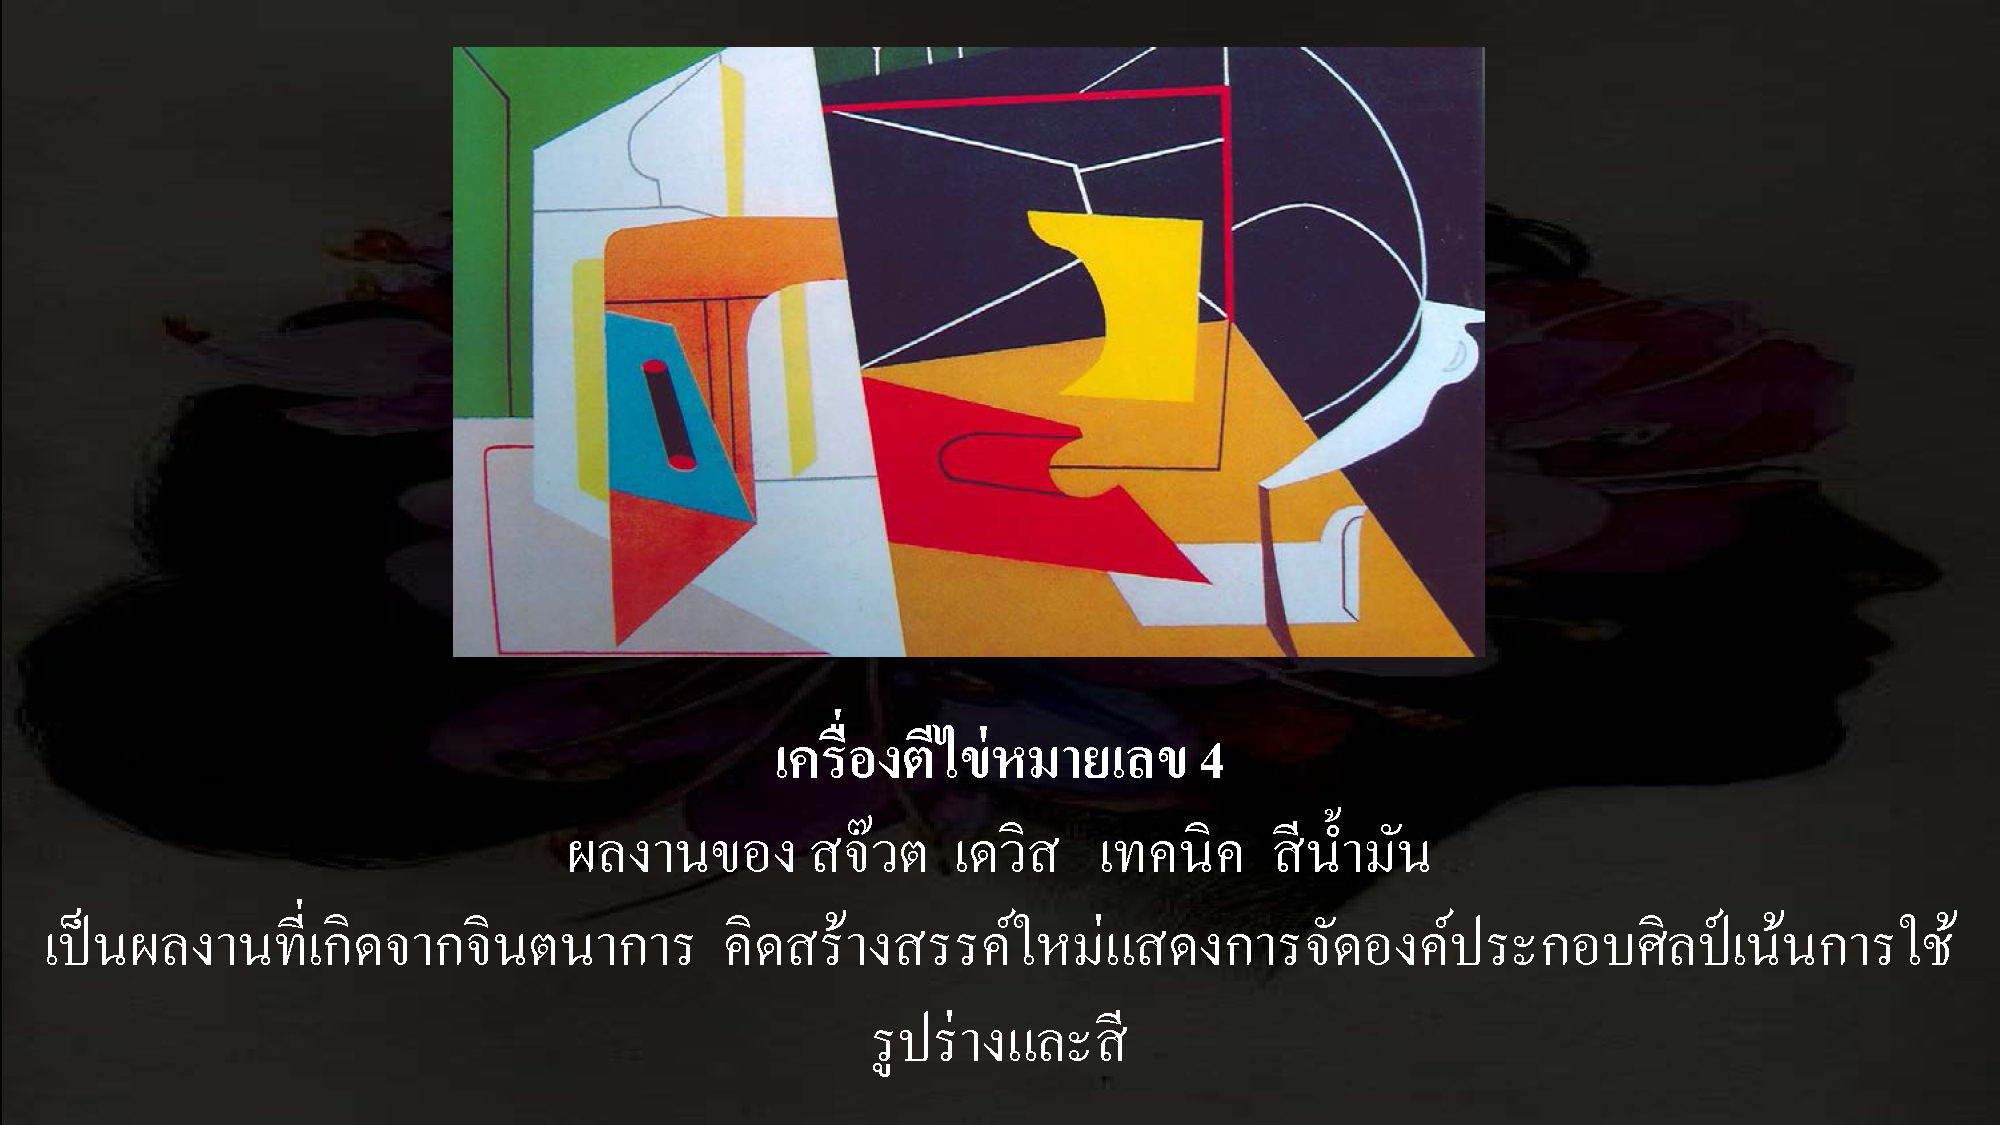 เครื่องตีไข่หมายเลข 4
ผลงานของ สจ๊วต เดวิส เทคนิค สีน้ำมัน
เป็นผลงานที่เกิดจากจินตนาการ คิดสร้างสรรค์ใหม่แสดงการจัดองค์ประกอบศิลป์เน้นการใช้
รูปร่างและสี